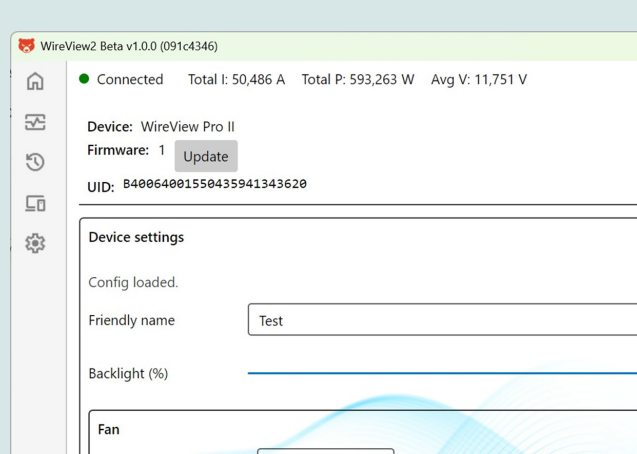 WireView2 Beta v1.0.0 (091c4346)
Connected Total I: 50,486 A Total P: 593,263 W Avg V: 11,751 V
Device: WireView Pro II
Firmware: 1 Update
UID: B40064001550435941343620
Device settings
Config loaded.
Friendly name Test
Backlight (%)
Fan